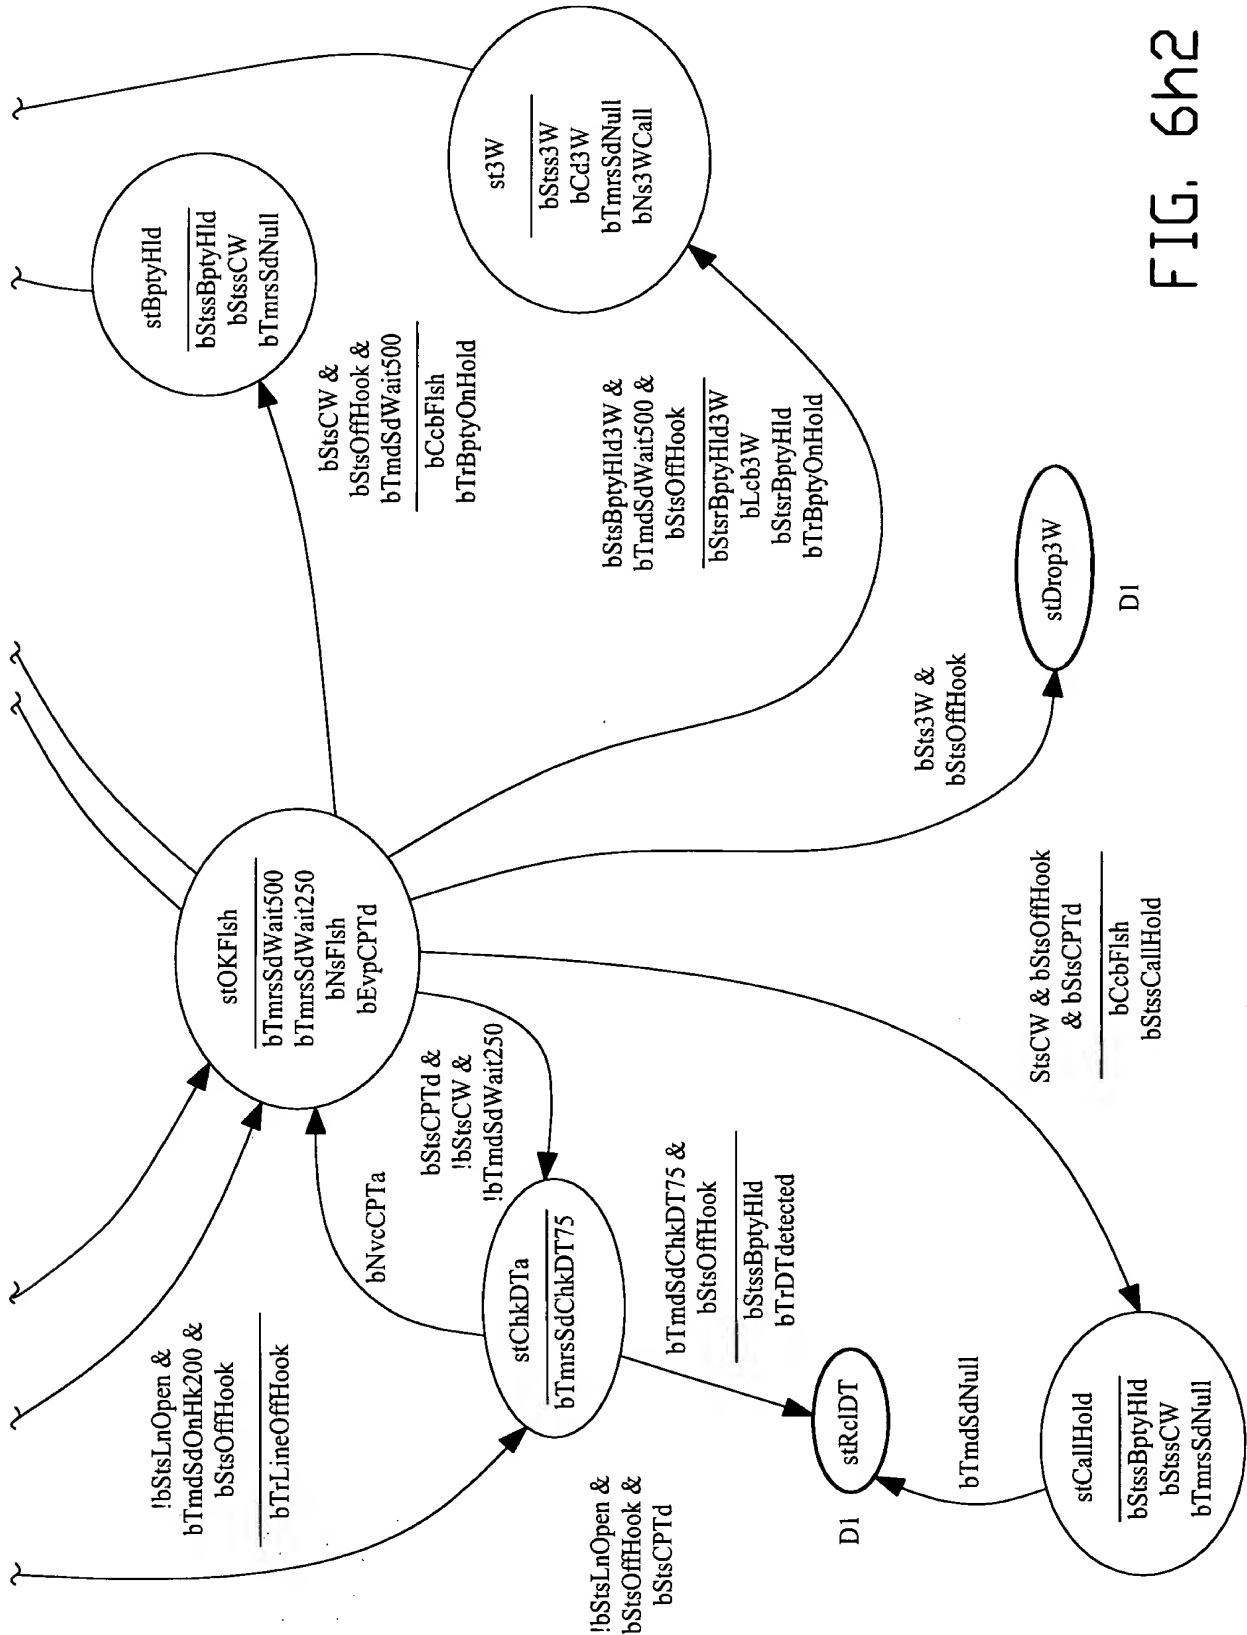 stBptyHld
bStssBptyHld
bStssCW
bTmrsSdNull
st3W
bStss3W
bCd3W
bTmrsSdNull
bNs3WCall
bStsCW &
bStsOffHook &
bTmdSdWait500
bCcbFlsh
bTrBptyOnHold
bStsBptyHld3W &
bTmdSdWait500 &
bStsOffHook
bStsrBptyHld3W
bLcb3W
bStsrBptyHld
bTrBptyOnHold
stDrop3W
D1
bSts3W &
bStsOffHook
stOKFlsh
bTmrsSdWait500
bTmrsSdWait250
bNsFlsh
bEvpCPTd
StsCW & bStsOffHook
& bStsCPTd
bCcbFlsh
bStssCallHold
bStsCPTd &
!bStsCW &
!bTmdSdWait250
bNvcCPTa
stChkDTa
bTmrsSdChkDT75
bTmdSdChkDT75 &
bStsOffHook
bStssBptyHld
bTrDTdetected
!bStsLnOpen &
bTmdSdOnHk200 &
bStsOffHook
bTrLineOffHook
!bStsLnOpen &
bStsOffHook &
bStsCPTd
stRclDT
D1
bTmdSdNull
stCallHold
bStssBptyHld
bStssCW
bTmrsSdNull
FIG. 6h2